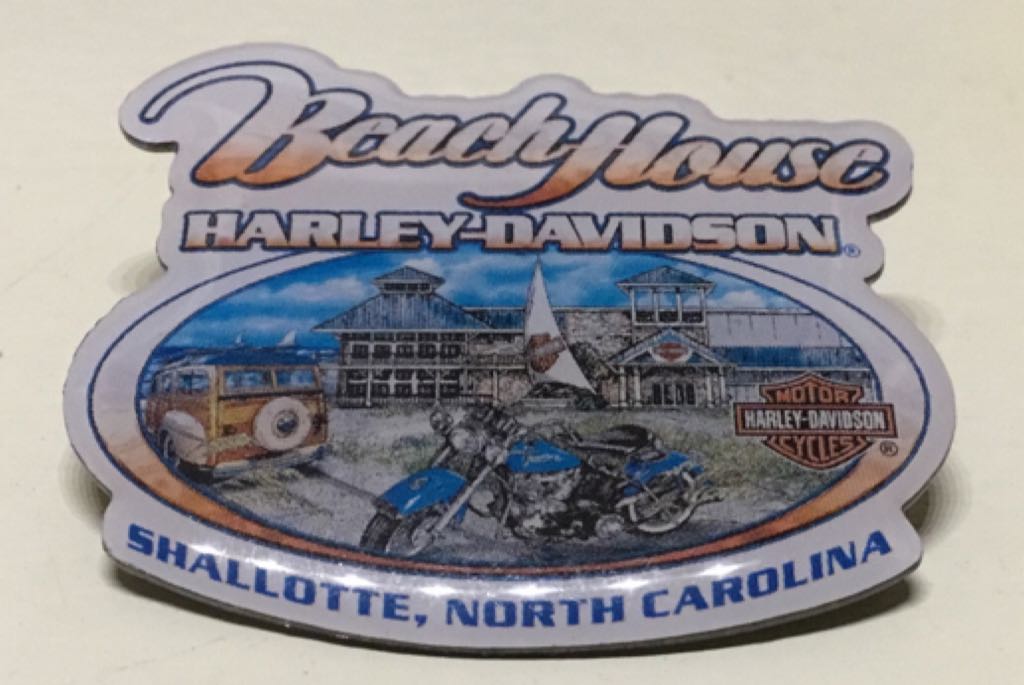 Beach House
HARLEY-DAVIDSON®
MOTOR
HARLEY-DAVIDSON
CYCLES®
SHALLOTTE, NORTH CAROLINA